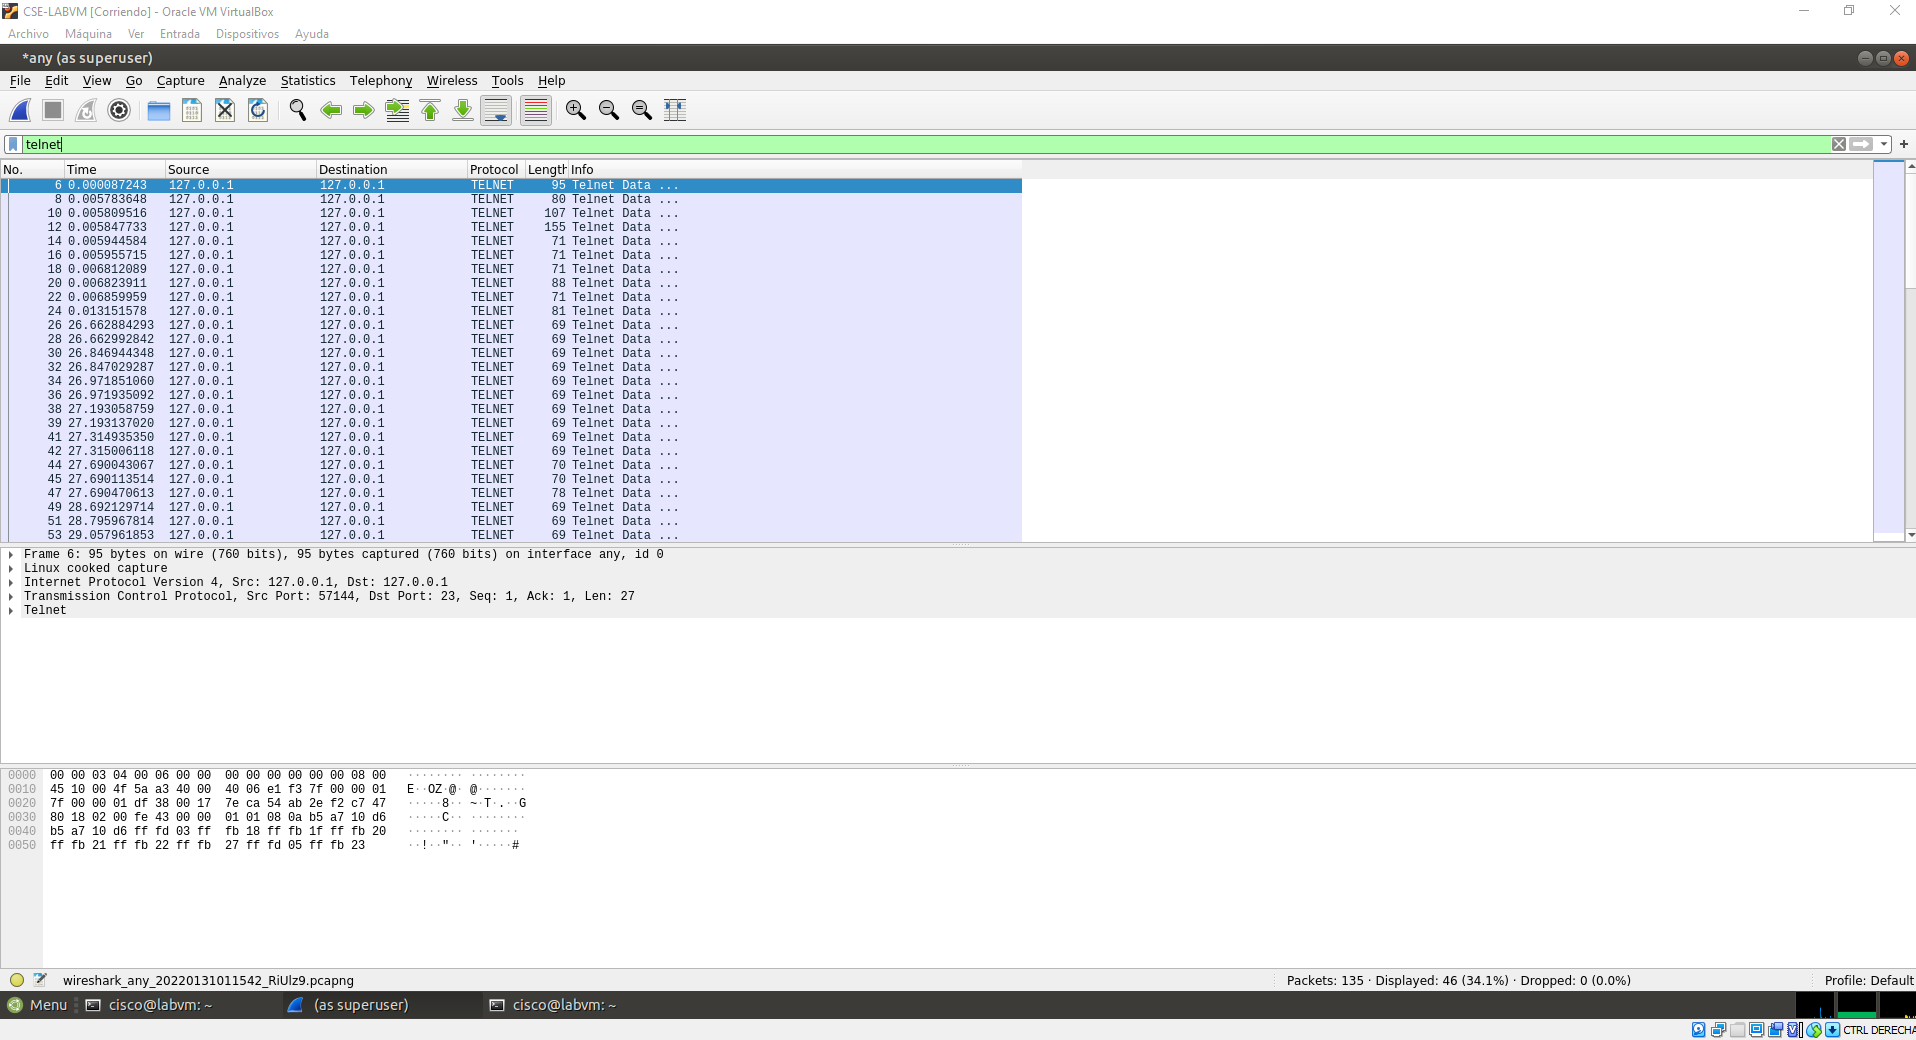 CSE-LABVM [Corriendo] - Oracle VM VirtualBox
Archivo Máquina Ver Entrada Dispositivos Ayuda
*any (as superuser)
File Edit View Go Capture Analyze Statistics Telephony Wireless Tools Help
telnet
No. Time Source Destination Protocol Length Info
6 0.000087243 127.0.0.1 127.0.0.1 TELNET 95 Telnet Data ...
8 0.005783648 127.0.0.1 127.0.0.1 TELNET 80 Telnet Data ...
10 0.005809516 127.0.0.1 127.0.0.1 TELNET 107 Telnet Data ...
12 0.005847733 127.0.0.1 127.0.0.1 TELNET 155 Telnet Data ...
14 0.005944584 127.0.0.1 127.0.0.1 TELNET 71 Telnet Data ...
16 0.005955715 127.0.0.1 127.0.0.1 TELNET 71 Telnet Data ...
18 0.006812089 127.0.0.1 127.0.0.1 TELNET 71 Telnet Data ...
20 0.006823911 127.0.0.1 127.0.0.1 TELNET 88 Telnet Data ...
22 0.006859959 127.0.0.1 127.0.0.1 TELNET 71 Telnet Data ...
24 0.013151578 127.0.0.1 127.0.0.1 TELNET 81 Telnet Data ...
26 26.662884293 127.0.0.1 127.0.0.1 TELNET 69 Telnet Data ...
28 26.662992842 127.0.0.1 127.0.0.1 TELNET 69 Telnet Data ...
30 26.846944348 127.0.0.1 127.0.0.1 TELNET 69 Telnet Data ...
32 26.847029287 127.0.0.1 127.0.0.1 TELNET 69 Telnet Data ...
34 26.971851060 127.0.0.1 127.0.0.1 TELNET 69 Telnet Data ...
36 26.971935092 127.0.0.1 127.0.0.1 TELNET 69 Telnet Data ...
38 27.193058759 127.0.0.1 127.0.0.1 TELNET 69 Telnet Data ...
39 27.193137020 127.0.0.1 127.0.0.1 TELNET 69 Telnet Data ...
41 27.314935350 127.0.0.1 127.0.0.1 TELNET 69 Telnet Data ...
42 27.315006118 127.0.0.1 127.0.0.1 TELNET 69 Telnet Data ...
44 27.690043067 127.0.0.1 127.0.0.1 TELNET 70 Telnet Data ...
45 27.690113514 127.0.0.1 127.0.0.1 TELNET 70 Telnet Data ...
47 27.690470613 127.0.0.1 127.0.0.1 TELNET 78 Telnet Data ...
49 28.692129714 127.0.0.1 127.0.0.1 TELNET 69 Telnet Data ...
51 28.795967814 127.0.0.1 127.0.0.1 TELNET 69 Telnet Data ...
53 29.057961853 127.0.0.1 127.0.0.1 TELNET 69 Telnet Data ...
Frame 6: 95 bytes on wire (760 bits), 95 bytes captured (760 bits) on interface any, id 0
Linux cooked capture
Internet Protocol Version 4, Src: 127.0.0.1, Dst: 127.0.0.1
Transmission Control Protocol, Src Port: 57144, Dst Port: 23, Seq: 1, Ack: 1, Len: 27
Telnet
0000 00 00 03 04 00 06 00 00 00 00 00 00 00 00 08 00 ········ ········
0010 45 10 00 4f 5a a3 40 00 40 06 e1 f3 7f 00 00 01 E··OZ·@· @·······
0020 7f 00 00 01 df 38 00 17 7e ca 54 ab 2e f2 c7 47 ·····8·· ~·T·.··G
0030 80 18 02 00 fe 43 00 00 01 01 08 0a b5 a7 10 d6 ·····C·· ········
0040 b5 a7 10 d6 ff fd 03 ff fb 18 ff fb 1f ff fb 20 ········ ·······
0050 ff fb 21 ff fb 22 ff fb 27 ff fd 05 ff fb 23 ··!··"·· '·····#
wireshark_any_20220131011542_RiUlz9.pcapng Packets: 135 · Displayed: 46 (34.1%) · Dropped: 0 (0.0%) Profile: Default
Menu cisco@labvm: ~ (as superuser) cisco@labvm: ~
CTRL DERECHA